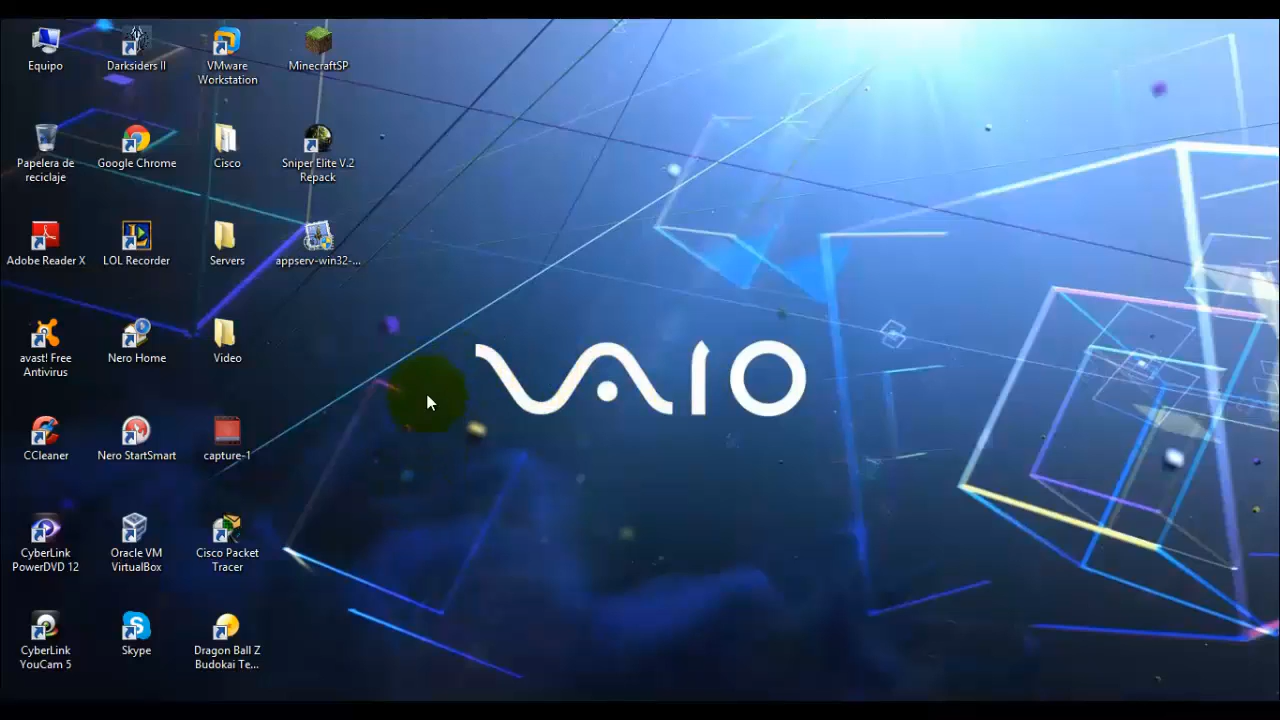 Equipo
Darksiders II
VMware
Workstation
MinecraftSP
Papelera de
reciclaje
Google Chrome
Cisco
Sniper Elite V.2
Repack
Adobe Reader X
LOL Recorder
Servers
appserv-win32-...
avast! Free
Antivirus
Nero Home
Video
VAIO
CCleaner
Nero StartSmart
capture-1
CyberLink
PowerDVD 12
Oracle VM
VirtualBox
Cisco Packet
Tracer
CyberLink
YouCam 5
Skype
Dragon Ball Z
Budokai Te...